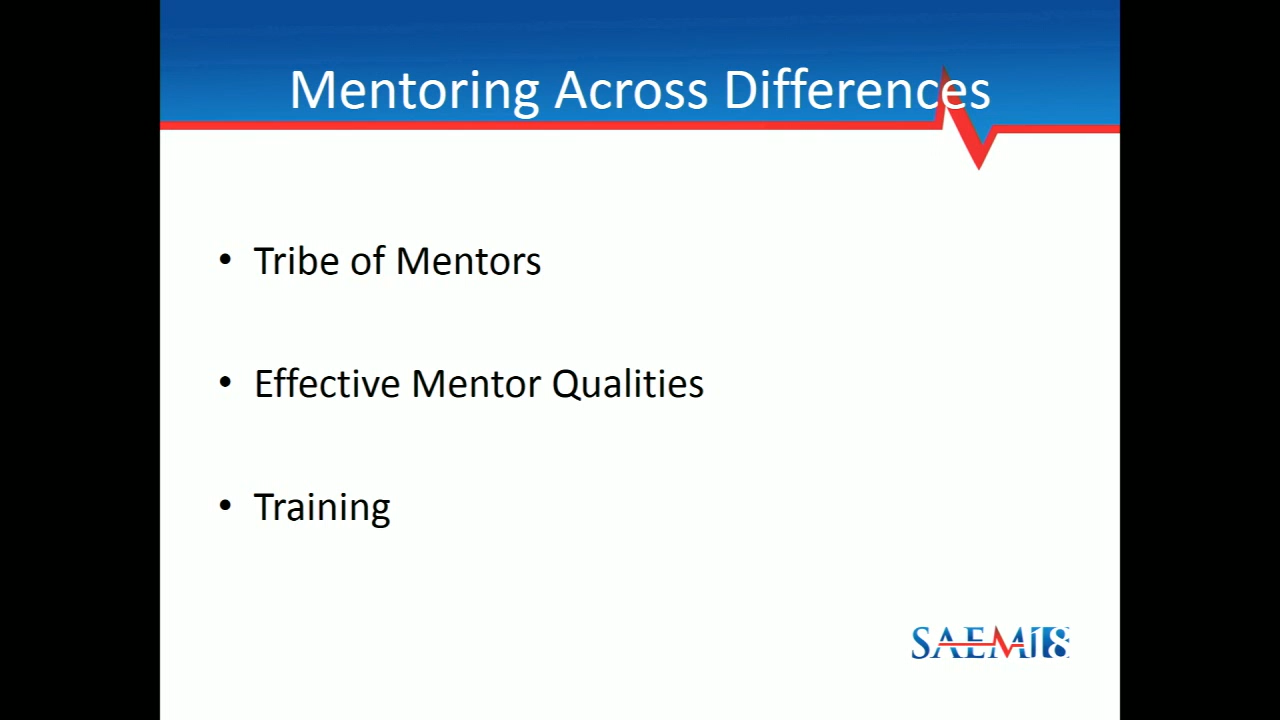 Mentoring Across Differences
• Tribe of Mentors
• Effective Mentor Qualities
• Training
SAEM18